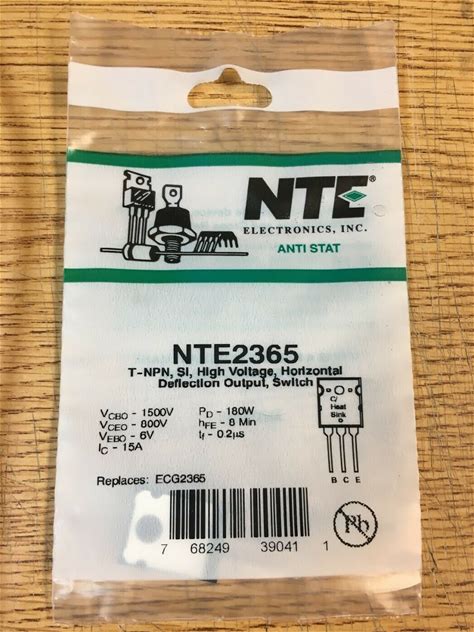 NTE®
ELECTRONICS, INC.
ANTI STAT
NTE2365
T-NPN, SI, High Voltage, Horizontal
Deflection Output, Switch
VCBO - 1500V
VCEO - 800V
VEBO - 6V
IC - 15A
PD - 180W
hFE - 8 Min
tf - 0.2µs
C/
Heat
Sink
B C E
Replaces: ECG2365
Pb
7 68249 39041 1